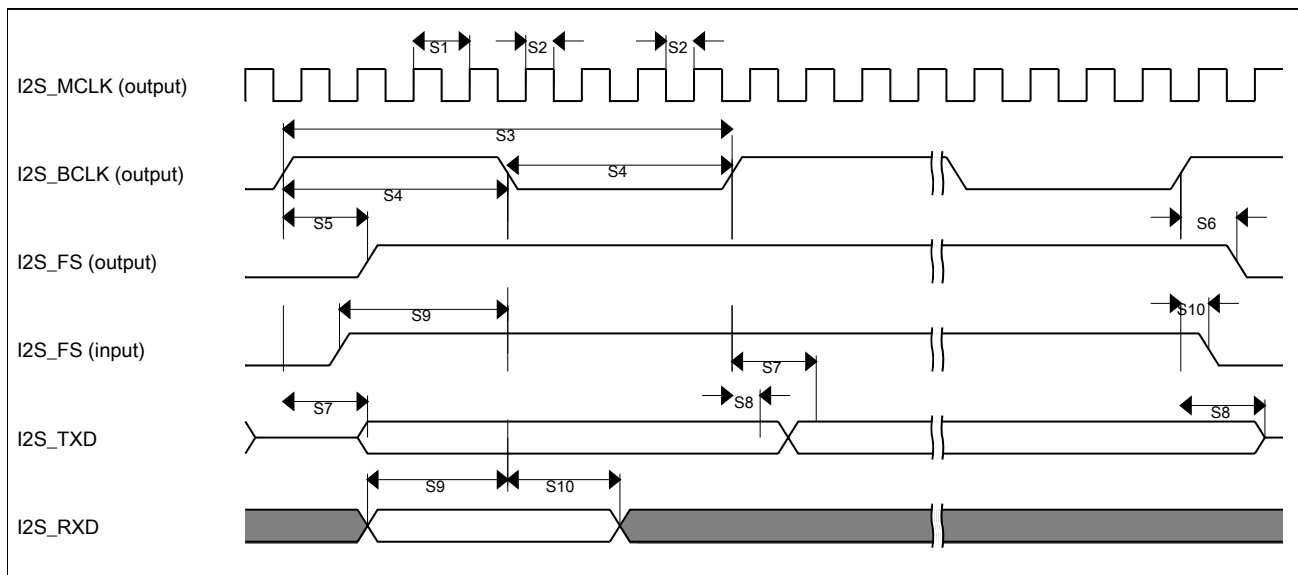 S1 S2 S2
I2S_MCLK (output)
S3
I2S_BCLK (output)
S4
S4
S5 S6
I2S_FS (output)
S9 S10
I2S_FS (input)
S7
S7 S8 S8
I2S_TXD
S9 S10
I2S_RXD